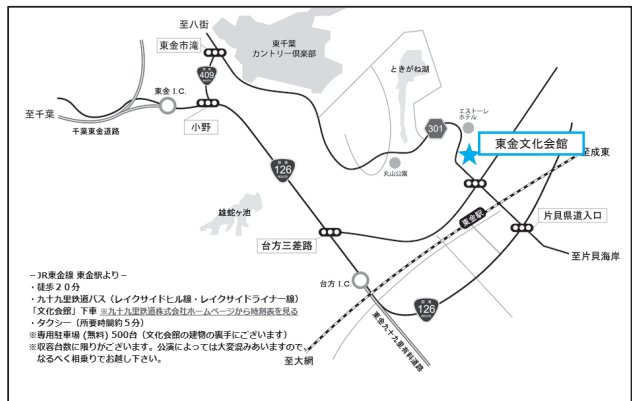 至八街
東金市滝
東千葉
カントリー倶楽部
国道
409
ROUTE
ときがね湖
東金 I.C.
エストーレ
ホテル
至千葉
千葉東金道路
小野
301
東金文化会館
丸山公園
至成東
国道
126
ROUTE
雄蛇ヶ池
東金駅
片貝県道入口
台方三差路
至片貝海岸
－JR東金線 東金駅より－
・徒歩２０分
・九十九里鉄道バス（レイクサイドヒル線・レイクサイドライナー線）
「文化会館」下車 ※九十九里鉄道株式会社ホームページから時刻表を見る
・タクシー（所要時間約５分）
※専用駐車場 (無料) 500台（文化会館の建物の裏手にございます）
※収容台数に限りがございます。公演によっては大変混みあいますので、
なるべく相乗りでお越し下さい。
台方 I.C.
国道
126
ROUTE
東金九十九里有料道路
至大網